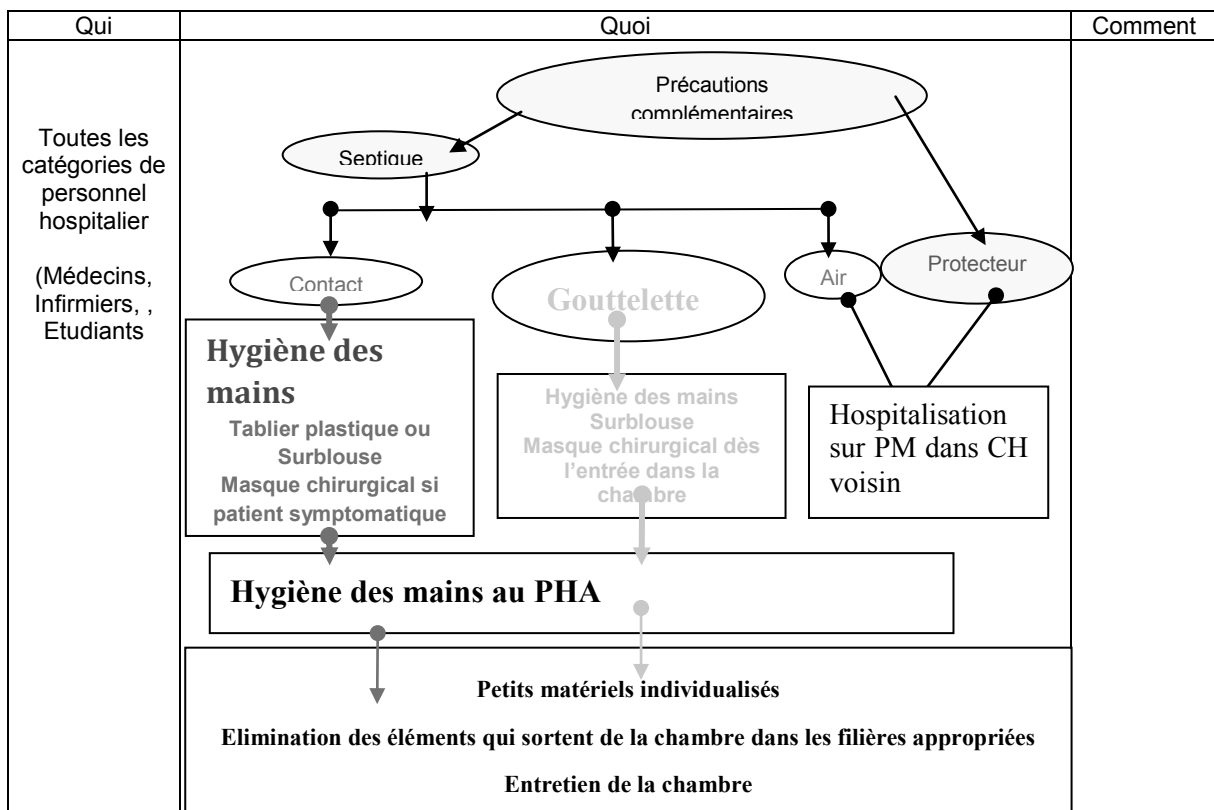 Qui
Quoi
Comment
Toutes les
catégories de
personnel
hospitalier
(Médecins,
Infirmiers, ,
Etudiants
Précautions
complémentaires
Septique
Contact
Gouttelette
Air
Protecteur
Hygiène des
mains
Tablier plastique ou
Surblouse
Masque chirurgical si
patient symptomatique
Hygiène des mains
Surblouse
Masque chirurgical dès
l'entrée dans la
chambre
Hospitalisation
sur PM dans CH
voisin
Hygiène des mains au PHA
Petits matériels individualisés
Elimination des éléments qui sortent de la chambre dans les filières appropriées
Entretien de la chambre